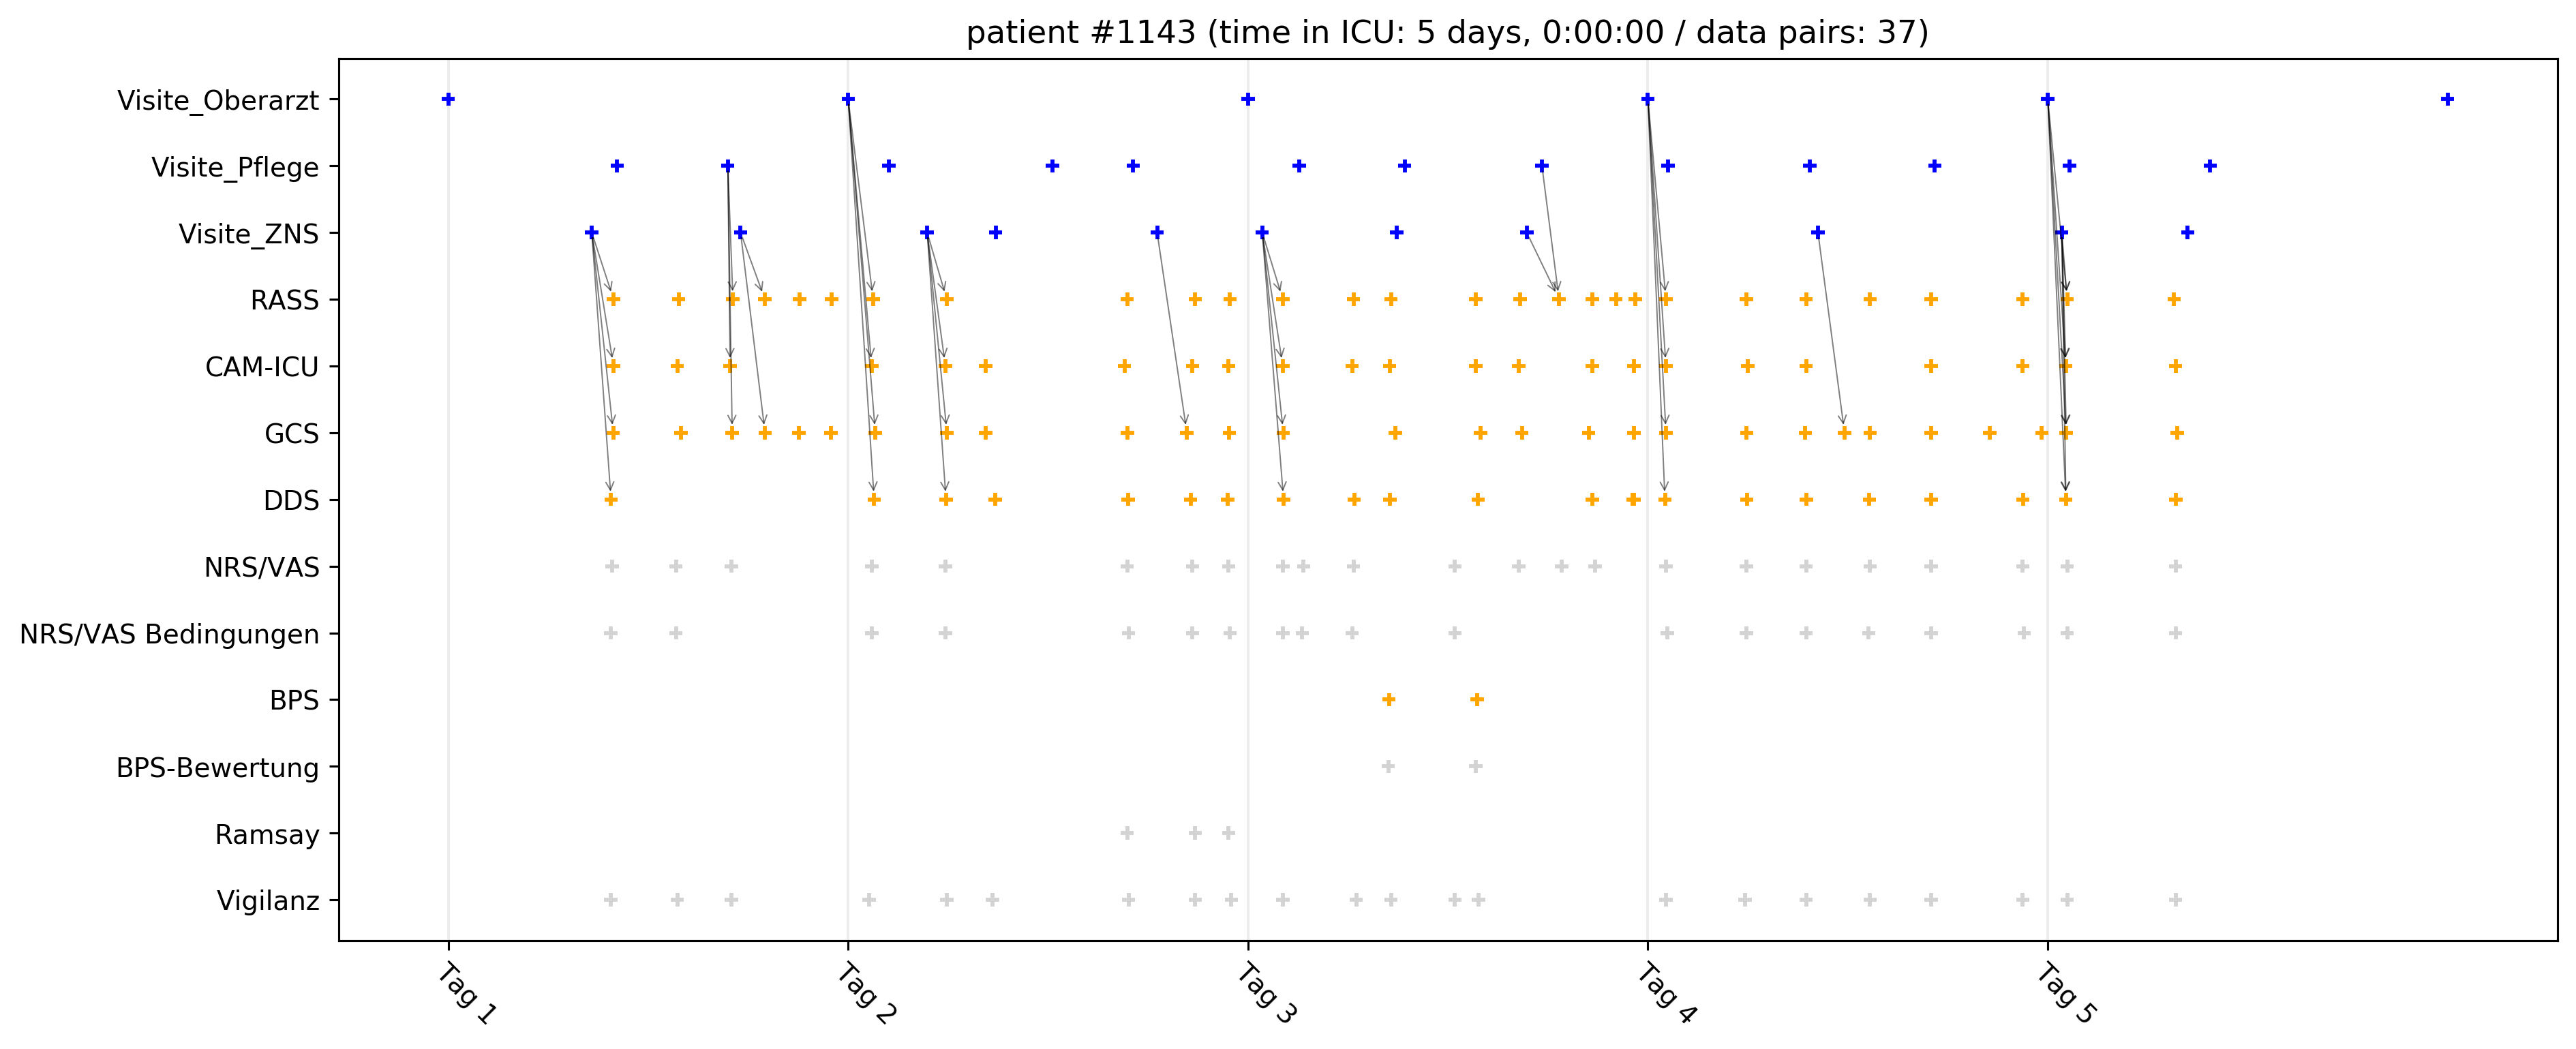 patient #1143 (time in ICU: 5 days, 0:00:00 / data pairs: 37)
Visite_Oberarzt
Visite_Pflege
Visite_ZNS
RASS
CAM-ICU
GCS
DDS
NRS/VAS
NRS/VAS Bedingungen
BPS
BPS-Bewertung
Ramsay
Vigilanz
Tag 1
Tag 2
Tag 3
Tag 4
Tag 5